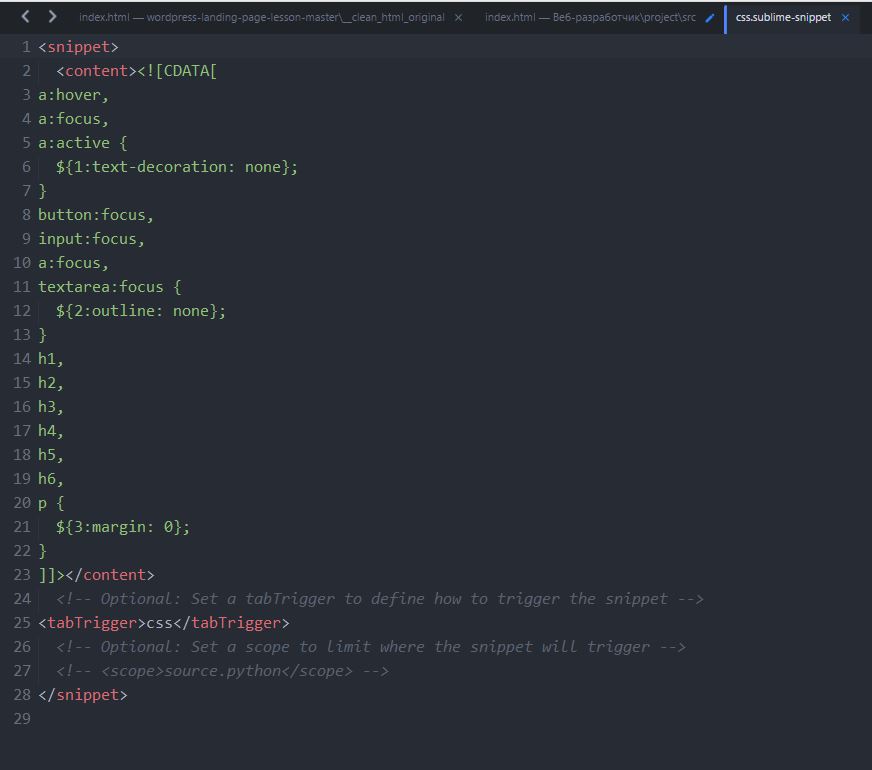 index.html — wordpress-landing-page-lesson-master\__clean_html_original × index.html — Веб-разработчик\project\src css.sublime-snippet ×
1 <snippet>
2 <content><![CDATA[
3 a:hover,
4 a:focus,
5 a:active {
6 ${1:text-decoration: none};
7 }
8 button:focus,
9 input:focus,
10 a:focus,
11 textarea:focus {
12 ${2:outline: none};
13 }
14 h1,
15 h2,
16 h3,
17 h4,
18 h5,
19 h6,
20 p {
21 ${3:margin: 0};
22 }
23 ]]></content>
24 <!-- Optional: Set a tabTrigger to define how to trigger the snippet -->
25 <tabTrigger>css</tabTrigger>
26 <!-- Optional: Set a scope to limit where the snippet will trigger -->
27 <!-- <scope>source.python</scope> -->
28 </snippet>
29